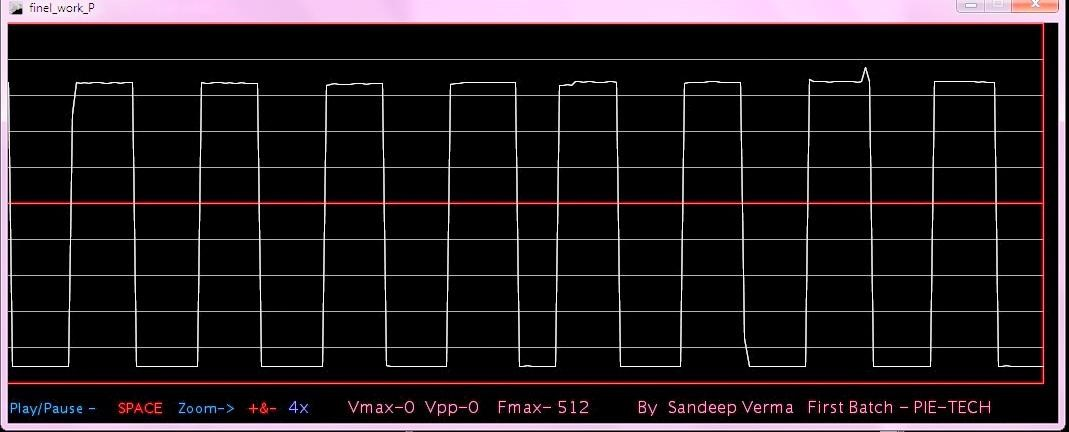 finel_work_P
Play/Pause - SPACE Zoom-> +&- 4x Vmax-0 Vpp-0 Fmax- 512 By Sandeep Verma First Batch - PIE-TECH